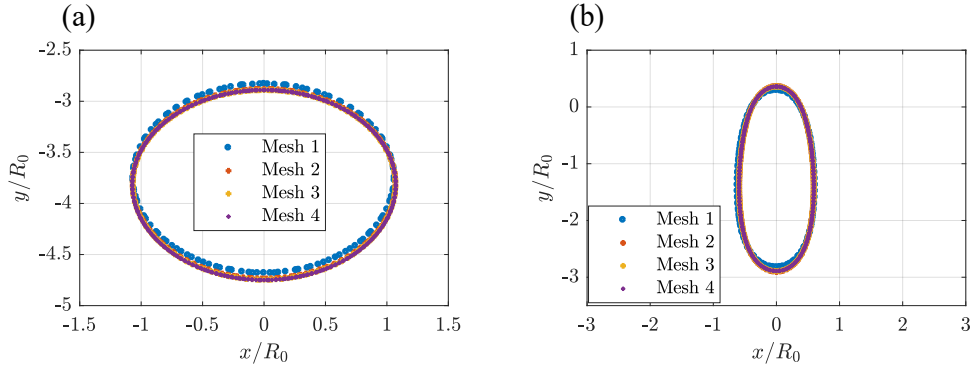 (a)
-2.5
-3
-3.5
-4
-4.5
-5
y/R₀
Mesh 1
Mesh 2
Mesh 3
Mesh 4
-1.5 -1 -0.5 0 0.5 1 1.5
x/R₀
(b)
1
0
-1
-2
-3
y/R₀
Mesh 1
Mesh 2
Mesh 3
Mesh 4
-3 -2 -1 0 1 2 3
x/R₀